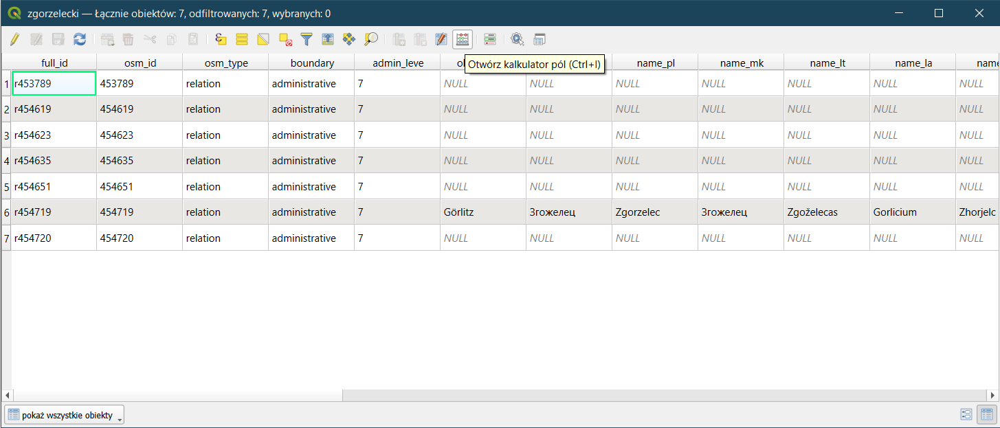 zgorzelecki — Łącznie obiektów: 7, odfiltrowanych: 7, wybranych: 0
Otwórz kalkulator pól (Ctrl+I)
full_id osm_id osm_type boundary admin_leve name_pl name_mk name_lt name_la
1 r453789 453789 relation administrative 7 NULL NULL NULL NULL NULL NULL NULL
2 r454619 454619 relation administrative 7 NULL NULL NULL NULL NULL NULL NULL
3 r454623 454623 relation administrative 7 NULL NULL NULL NULL NULL NULL NULL
4 r454635 454635 relation administrative 7 NULL NULL NULL NULL NULL NULL NULL
5 r454651 454651 relation administrative 7 NULL NULL NULL NULL NULL NULL NULL
6 r454719 454719 relation administrative 7 Görlitz Згожелец Zgorzelec Згожелец Zgoželecas Gorlicium Zhorjelc
7 r454720 454720 relation administrative 7 NULL NULL NULL NULL NULL NULL NULL
pokaż wszystkie obiekty